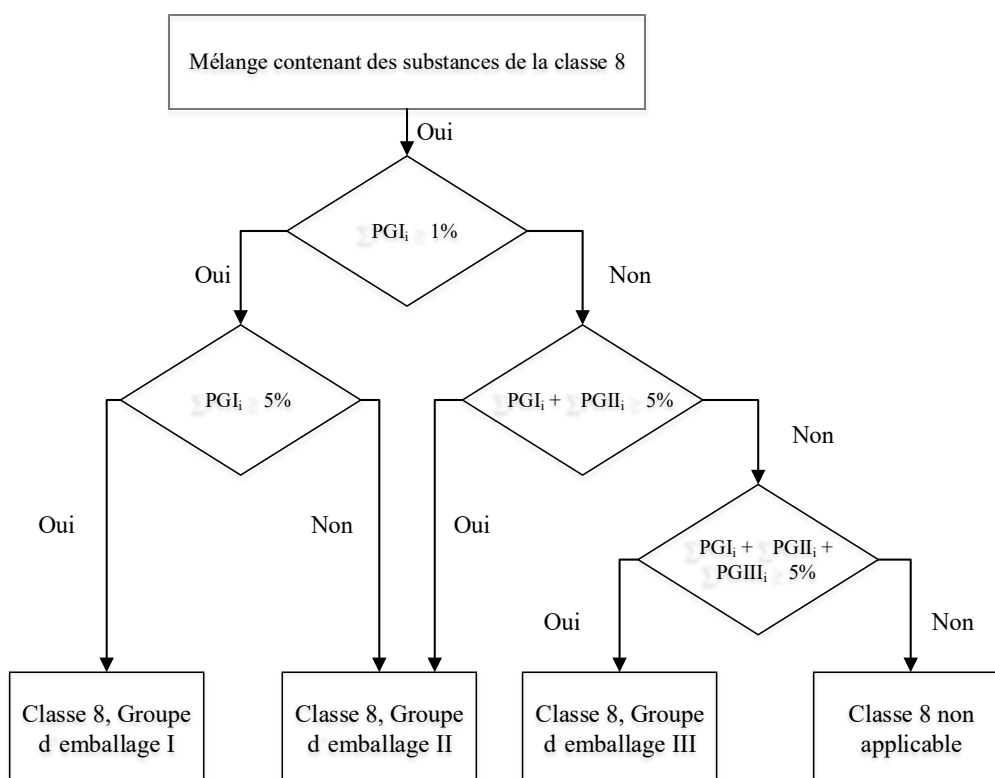 Mélange contenant des substances de la classe 8
Oui
∑PGIᵢ ≥ 1%
Oui
Non
∑PGIᵢ ≥ 5%
∑PGIᵢ + ∑PGIIᵢ ≥ 5%
Non
Oui
Non
Oui
∑PGIᵢ + ∑PGIIᵢ +
∑PGIIIᵢ ≥ 5%
Oui
Non
Classe 8, Groupe
d emballage I
Classe 8, Groupe
d emballage II
Classe 8, Groupe
d emballage III
Classe 8 non
applicable